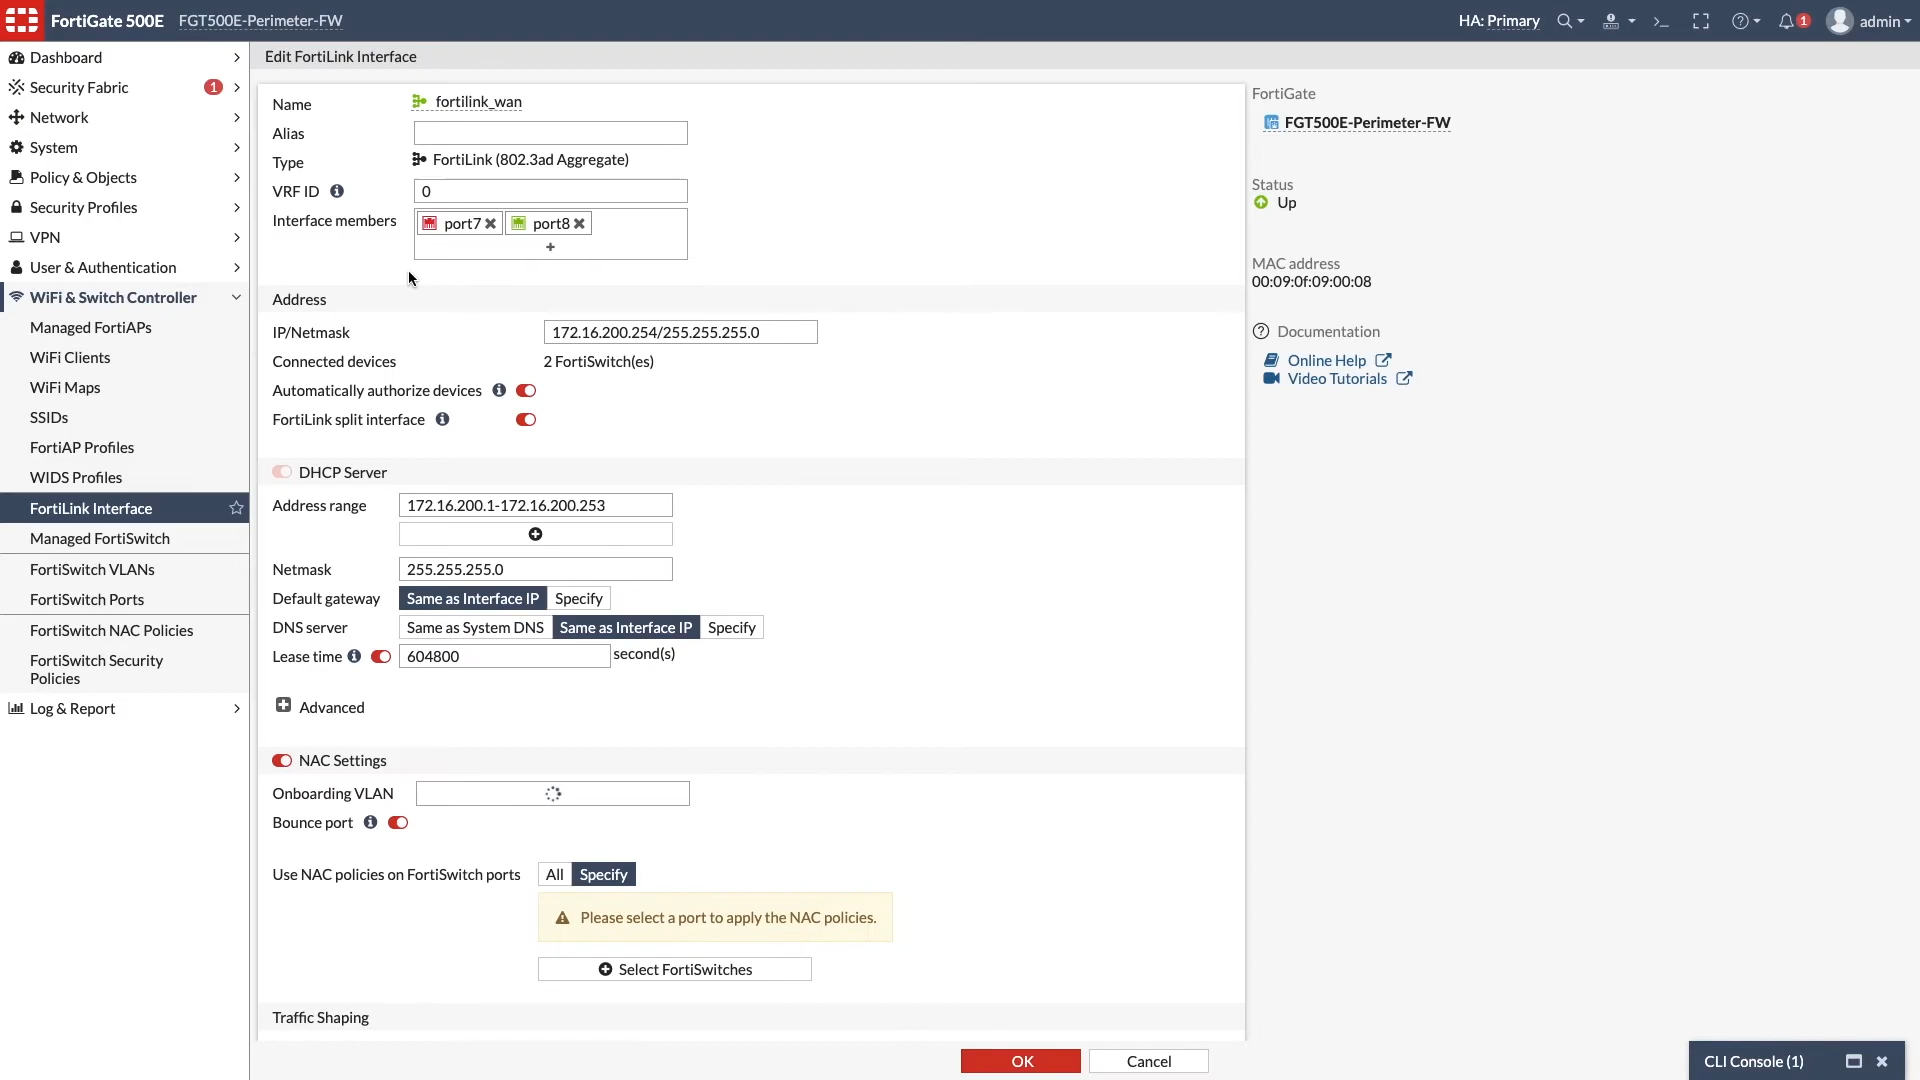 FortiGate 500E FGT500E-Perimeter-FW HA: Primary 1 admin
Dashboard
Security Fabric 1
Network
System
Policy & Objects
Security Profiles
VPN
User & Authentication
WiFi & Switch Controller
Managed FortiAPs
WiFi Clients
WiFi Maps
SSIDs
FortiAP Profiles
WIDS Profiles
FortiLink Interface
Managed FortiSwitch
FortiSwitch VLANs
FortiSwitch Ports
FortiSwitch NAC Policies
FortiSwitch Security
Policies
Log & Report
Edit FortiLink Interface
Name fortilink_wan
Alias
Type FortiLink (802.3ad Aggregate)
VRF ID 0
Interface members port7 port8
Address
IP/Netmask 172.16.200.254/255.255.255.0
Connected devices 2 FortiSwitch(es)
Automatically authorize devices
FortiLink split interface
DHCP Server
Address range 172.16.200.1-172.16.200.253
Netmask 255.255.255.0
Default gateway Same as Interface IP Specify
DNS server Same as System DNS Same as Interface IP Specify
Lease time 604800 second(s)
Advanced
NAC Settings
Onboarding VLAN
Bounce port
Use NAC policies on FortiSwitch ports All Specify
Please select a port to apply the NAC policies.
Select FortiSwitches
Traffic Shaping
OK Cancel
FortiGate
FGT500E-Perimeter-FW
Status
Up
MAC address
00:09:0f:09:00:08
Documentation
Online Help
Video Tutorials
CLI Console (1)